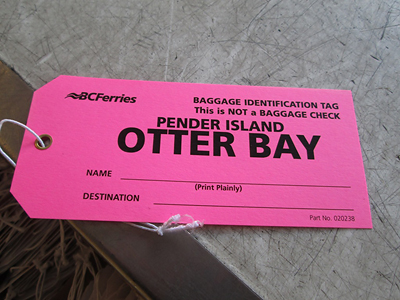 BCFerries
BAGGAGE IDENTIFICATION TAG
This is NOT a BAGGAGE CHECK
PENDER ISLAND
OTTER BAY
NAME
(Print Plainly)
DESTINATION
Part No. 020238